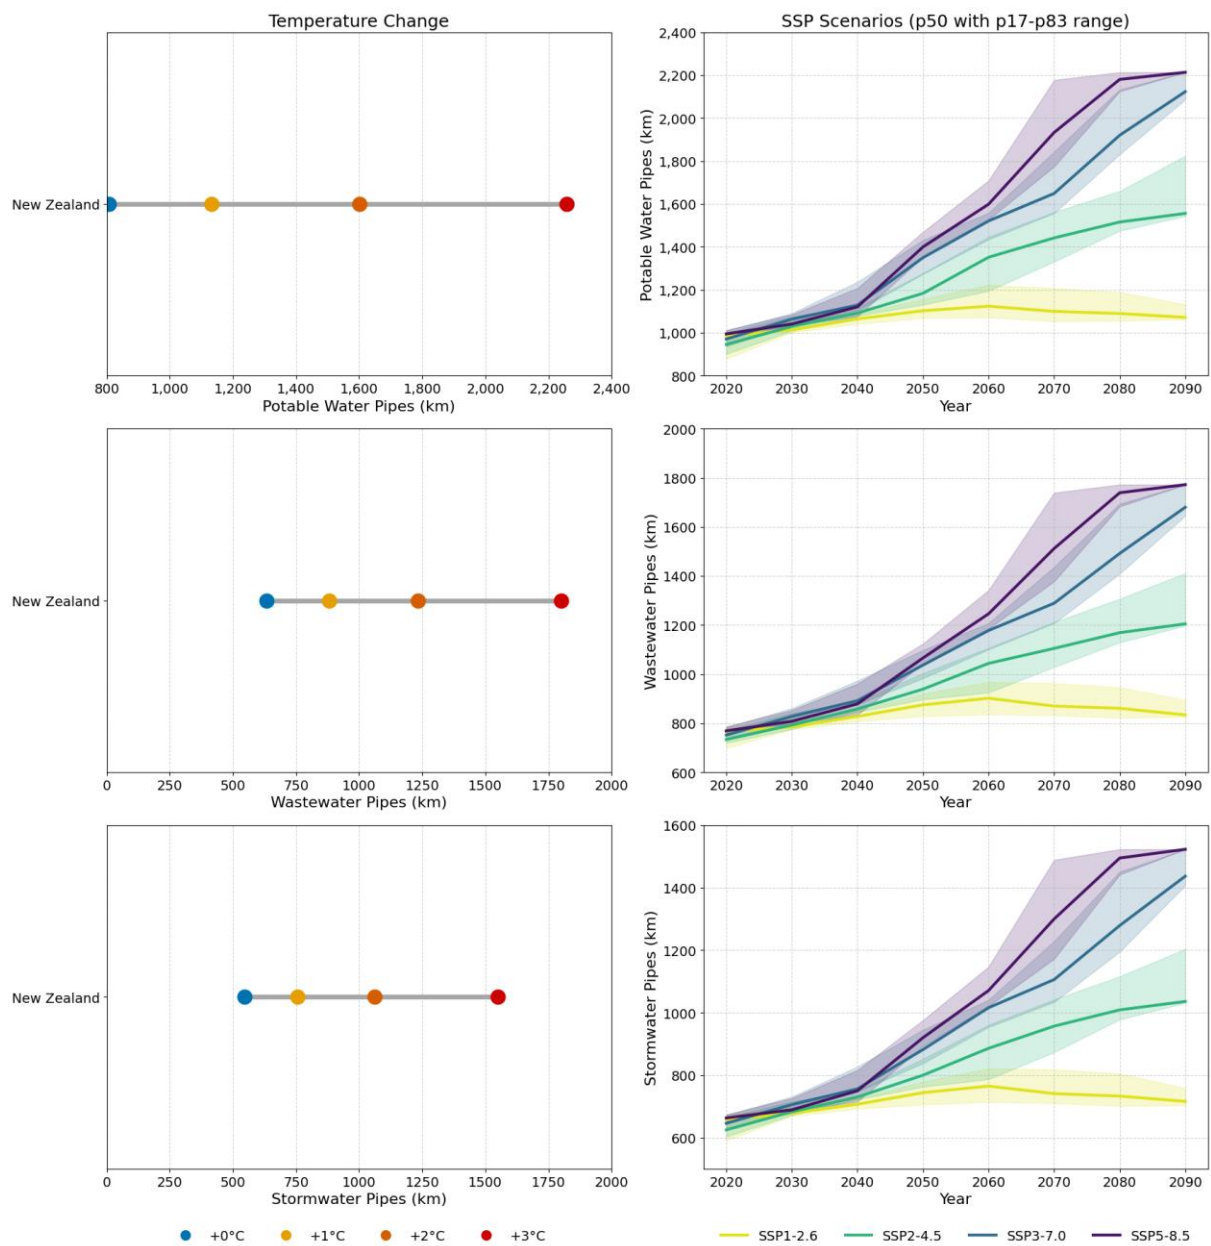 Temperature Change
SSP Scenarios (p50 with p17-p83 range)
New Zealand
800 1,000 1,200 1,400 1,600 1,800 2,000 2,200 2,400
Potable Water Pipes (km)
2,400
2,200
2,000
1,800
1,600
1,400
1,200
1,000
800
Potable Water Pipes (km)
2020 2030 2040 2050 2060 2070 2080 2090
Year
New Zealand
0 250 500 750 1000 1250 1500 1750 2000
Wastewater Pipes (km)
2000
1800
1600
1400
1200
1000
800
600
Wastewater Pipes (km)
2020 2030 2040 2050 2060 2070 2080 2090
Year
New Zealand
0 250 500 750 1000 1250 1500 1750 2000
Stormwater Pipes (km)
1600
1400
1200
1000
800
600
Stormwater Pipes (km)
2020 2030 2040 2050 2060 2070 2080 2090
Year
+0°C +1°C +2°C +3°C
SSP1-2.6 SSP2-4.5 SSP3-7.0 SSP5-8.5